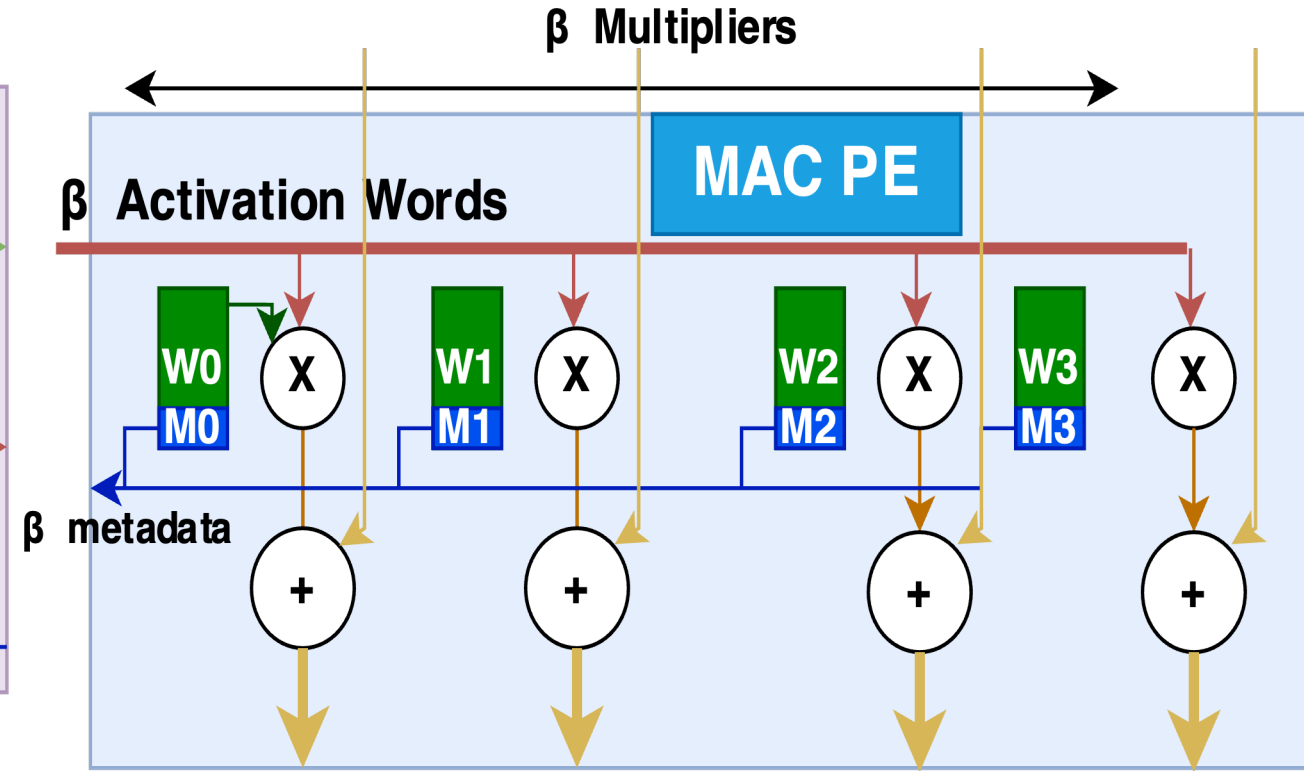 β Multipliers
MAC PE
β Activation Words
W0 X W1 X W2 X W3 X
M0 M1 M2 M3
β metadata
+ + + +